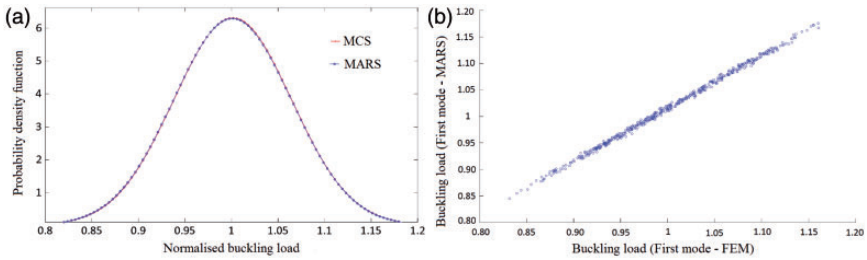 (a)
Probability density function
6
5
4
3
2
1
0.8 0.85 0.9 0.95 1 1.05 1.1 1.15 1.2
Normalised buckling load
MCS
MARS
(b)
Buckling load (First mode - MARS)
1.20
1.15
1.10
1.05
1
0.95
0.90
0.85
0.80
0.80 0.85 0.90 0.95 1 1.05 1.10 1.15 1.20
Buckling load (First mode - FEM)